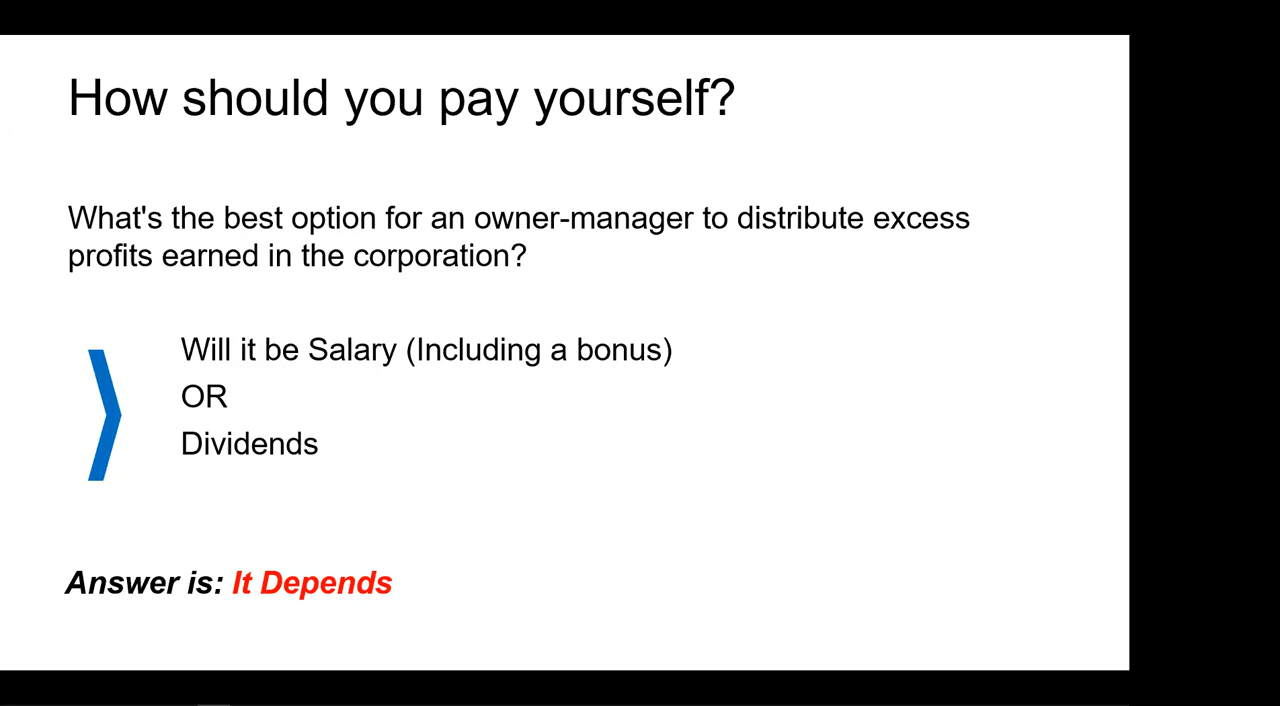 How should you pay yourself?
What's the best option for an owner-manager to distribute excess
profits earned in the corporation?
Will it be Salary (Including a bonus)
OR
Dividends
Answer is: It Depends